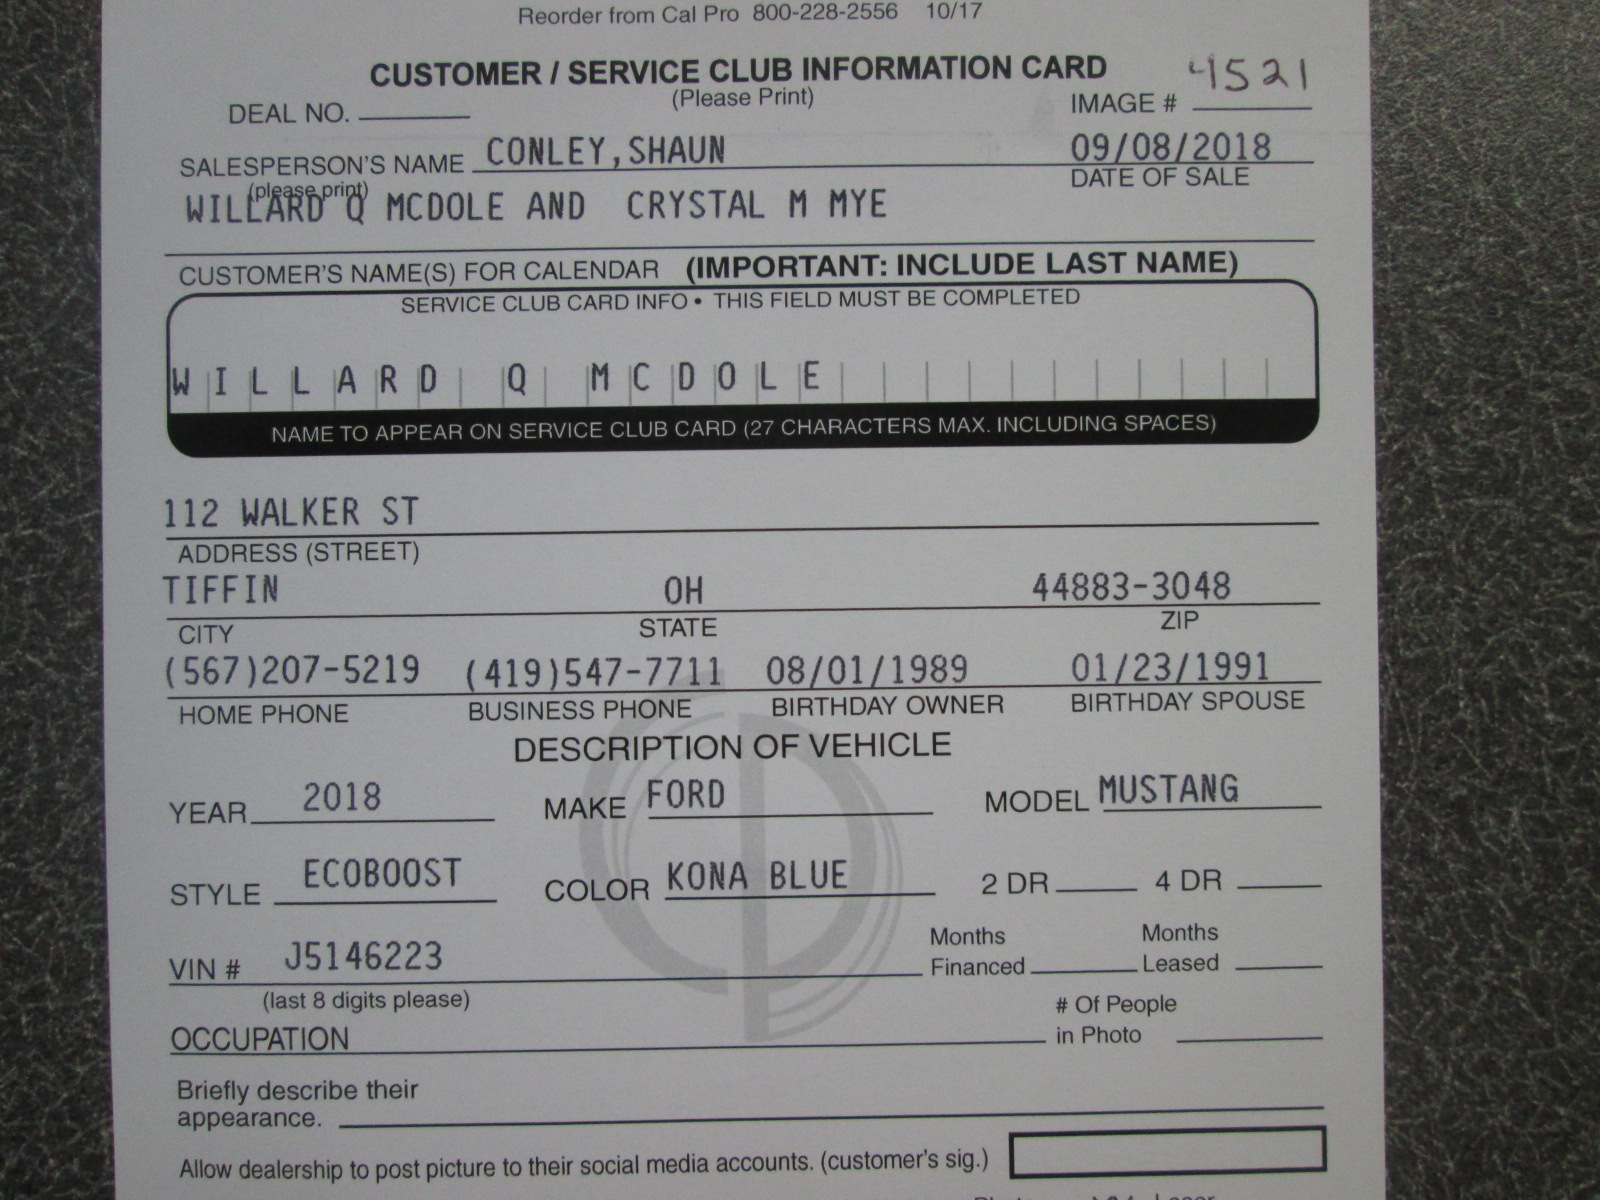 Reorder from Cal Pro 800-228-2556 10/17
CUSTOMER / SERVICE CLUB INFORMATION CARD
4521
(Please Print)
DEAL NO.
IMAGE #
SALESPERSON'S NAME CONLEY,SHAUN 09/08/2018
(please print) DATE OF SALE
WILLARD Q MCDOLE AND CRYSTAL M MYE
CUSTOMER'S NAME(S) FOR CALENDAR (IMPORTANT: INCLUDE LAST NAME)
SERVICE CLUB CARD INFO • THIS FIELD MUST BE COMPLETED
WILLARD Q MCDOLE
NAME TO APPEAR ON SERVICE CLUB CARD (27 CHARACTERS MAX. INCLUDING SPACES)
112 WALKER ST
ADDRESS (STREET)
TIFFIN OH 44883-3048
CITY STATE ZIP
(567)207-5219 (419)547-7711 08/01/1989 01/23/1991
HOME PHONE BUSINESS PHONE BIRTHDAY OWNER BIRTHDAY SPOUSE
DESCRIPTION OF VEHICLE
YEAR 2018 MAKE FORD MODEL MUSTANG
STYLE ECOBOOST COLOR KONA BLUE 2 DR 4 DR
VIN # J5146223 Months Financed Months Leased
(last 8 digits please)
OCCUPATION # Of People in Photo
Briefly describe their
appearance.
Allow dealership to post picture to their social media accounts. (customer's sig.)